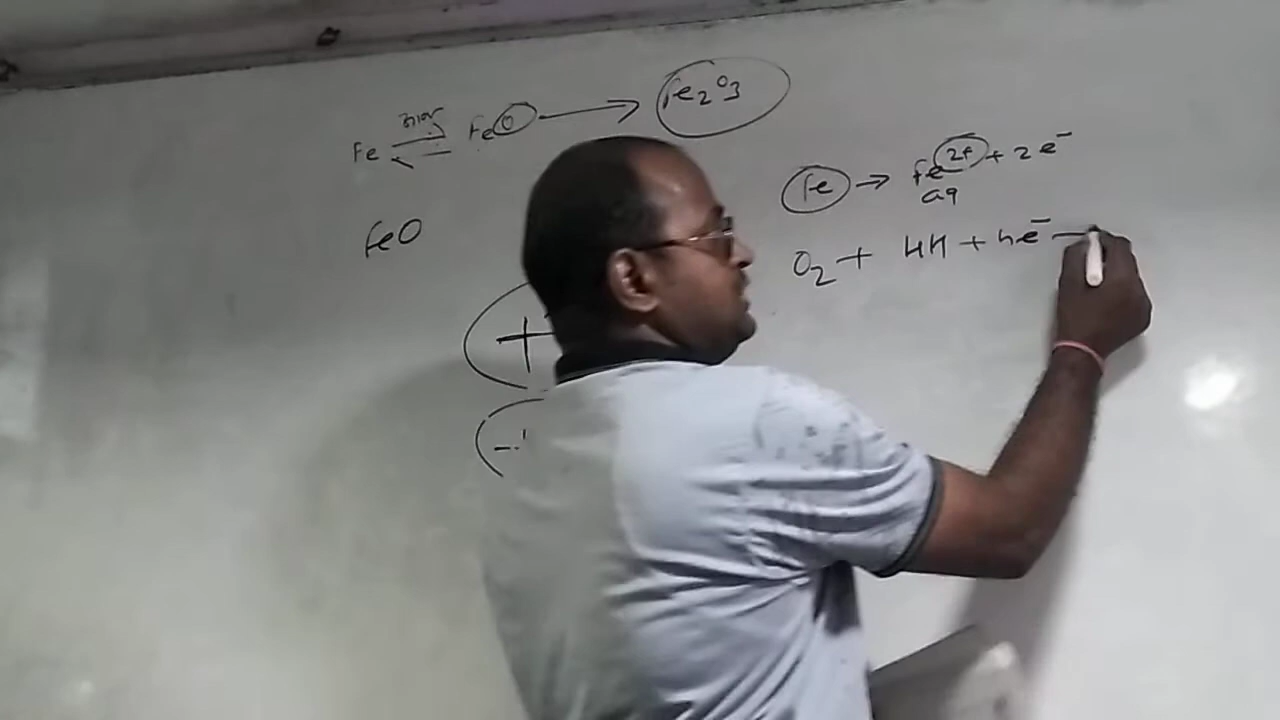 Fe ⇌ FeO → Fe2O3
Fe → Fe2+ + 2e-
aq
FeO
O2 + 4H + 4e-
+
-